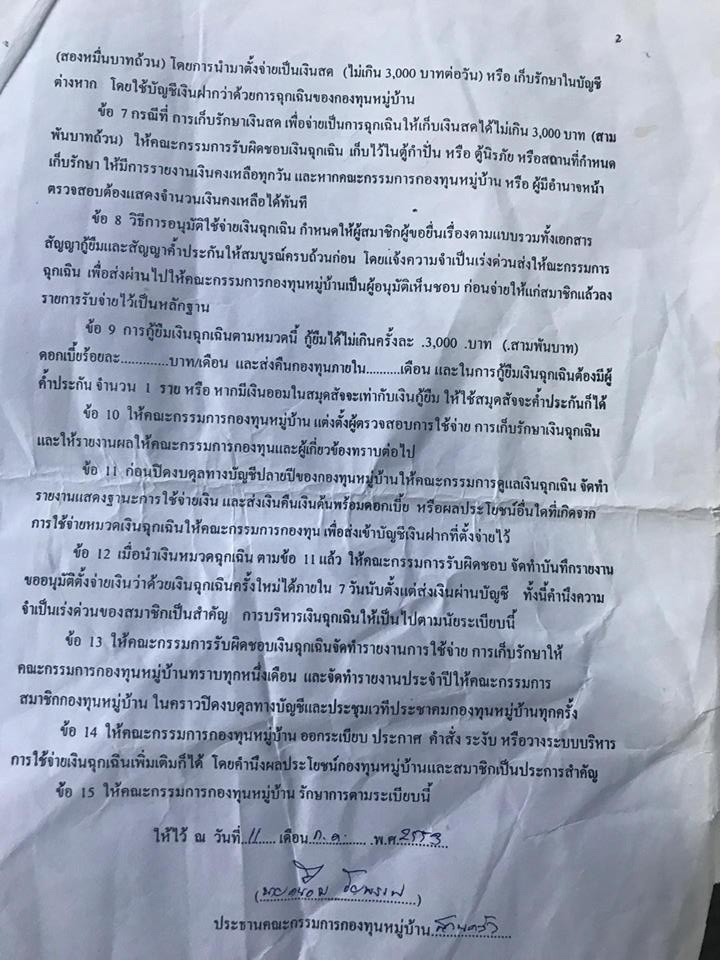 2
(สองหมื่นบาทถ้วน) โดยการนำมาตั้งจ่ายเป็นเงินสด (ไม่เกิน 3,000 บาทต่อวัน) หรือ เก็บรักษาในบัญชี
ต่างหาก โดยใช้บัญชีเงินฝากว่าด้วยการฉุกเฉินของกองทุนหมู่บ้าน
ข้อ 7 กรณีที่ การเก็บรักษาเงินสด เพื่อจ่ายเป็นการฉุกเฉินให้เก็บเงินสดได้ไม่เกิน 3,000 บาท (สาม
พันบาทถ้วน) ให้คณะกรรมการรับผิดชอบเงินฉุกเฉิน เก็บไว้ในตู้กำปั่น หรือ ตู้นิรภัย หรือสถานที่กำหนด
เก็บรักษา ให้มีการรายงานเงินคงเหลือทุกวัน และหากคณะกรรมการกองทุนหมู่บ้าน หรือ ผู้มีอำนาจหน้า
ตรวจสอบต้องแสดงจำนวนเงินคงเหลือได้ทันที
ข้อ 8 วิธีการอนุมัติใช้จ่ายเงินฉุกเฉิน กำหนดให้ผู้สมาชิกผู้ขอยื่นเรื่องตามแบบรวมทั้งเอกสาร
สัญญากู้ยืมและสัญญาค้ำประกันให้สมบูรณ์ครบถ้วนก่อน โดยแจ้งความจำเป็นเร่งด่วนส่งให้คณะกรรมการ
ฉุกเฉิน เพื่อส่งผ่านไปให้คณะกรรมการกองทุนหมู่บ้านเป็นผู้อนุมัติเห็นชอบ ก่อนจ่ายให้แก่สมาชิกแล้วลง
รายการรับจ่ายไว้เป็นหลักฐาน
ข้อ 9 การกู้ยืมเงินฉุกเฉินตามหมวดนี้ กู้ยืมได้ไม่เกินครั้งละ .3,000 .บาท (.สามพันบาท)
ดอกเบี้ยร้อยละ.............บาท/เดือน และส่งคืนกองทุนภายใน..........เดือน และในการกู้ยืมเงินฉุกเฉินต้องมีผู้
ค้ำประกัน จำนวน 1 ราย หรือ หากมีเงินออมในสมุดสัจจะเท่ากับเงินกู้ยืม ให้ใช้สมุดสัจจะค้ำประกันก็ได้
ข้อ 10 ให้คณะกรรมการกองทุนหมู่บ้าน แต่งตั้งผู้ตรวจสอบการใช้จ่าย การเก็บรักษาเงินฉุกเฉิน
และให้รายงานผลให้คณะกรรมการกองทุนและผู้เกี่ยวข้องทราบต่อไป
ข้อ 11 ก่อนปิดงบดุลทางบัญชีปลายปีของกองทุนหมู่บ้านให้คณะกรรมการดูแลเงินฉุกเฉิน จัดทำ
รายงานแสดงฐานะการใช้จ่ายเงิน และส่งเงินคืนเงินต้นพร้อมดอกเบี้ย หรือผลประโยชน์อื่นใดที่เกิดจาก
การใช้จ่ายหมวดเงินฉุกเฉินให้คณะกรรมการกองทุน เพื่อส่งเข้าบัญชีเงินฝากที่ตั้งจ่ายไว้
ข้อ 12 เมื่อนำเงินหมวดฉุกเฉิน ตามข้อ 11 แล้ว ให้คณะกรรมการรับผิดชอบ จัดทำบันทึกรายงาน
ขออนุมัติตั้งจ่ายเงินว่าด้วยเงินฉุกเฉินครั้งใหม่ได้ภายใน 7 วันนับตั้งแต่ส่งเงินผ่านบัญชี ทั้งนี้คำนึงความ
จำเป็นเร่งด่วนของสมาชิกเป็นสำคัญ การบริหารเงินฉุกเฉินให้เป็นไปตามนัยระเบียบนี้
ข้อ 13 ให้คณะกรรมการรับผิดชอบเงินฉุกเฉินจัดทำรายงานการใช้จ่าย การเก็บรักษาให้
คณะกรรมการกองทุนหมู่บ้านทราบทุกหนึ่งเดือน และจัดทำรายงานประจำปีให้คณะกรรมการ
สมาชิกกองทุนหมู่บ้าน ในคราวปิดงบดุลทางบัญชีและประชุมเวทีประชาคมกองทุนหมู่บ้านทุกครั้ง
ข้อ 14 ให้คณะกรรมการกองทุนหมู่บ้าน ออกระเบียบ ประกาศ คำสั่ง ระงับ หรือวางระบบบริหาร
การใช้จ่ายเงินฉุกเฉินเพิ่มเติมก็ได้ โดยคำนึงผลประโยชน์กองทุนหมู่บ้านและสมาชิกเป็นประการสำคัญ
ข้อ 15 ให้คณะกรรมการกองทุนหมู่บ้าน รักษาการตามระเบียบนี้
ให้ไว้ ณ วันที่..11.....เดือน..ก.ค........พ.ศ.2553
ประธานคณะกรรมการกองทุนหมู่บ้าน